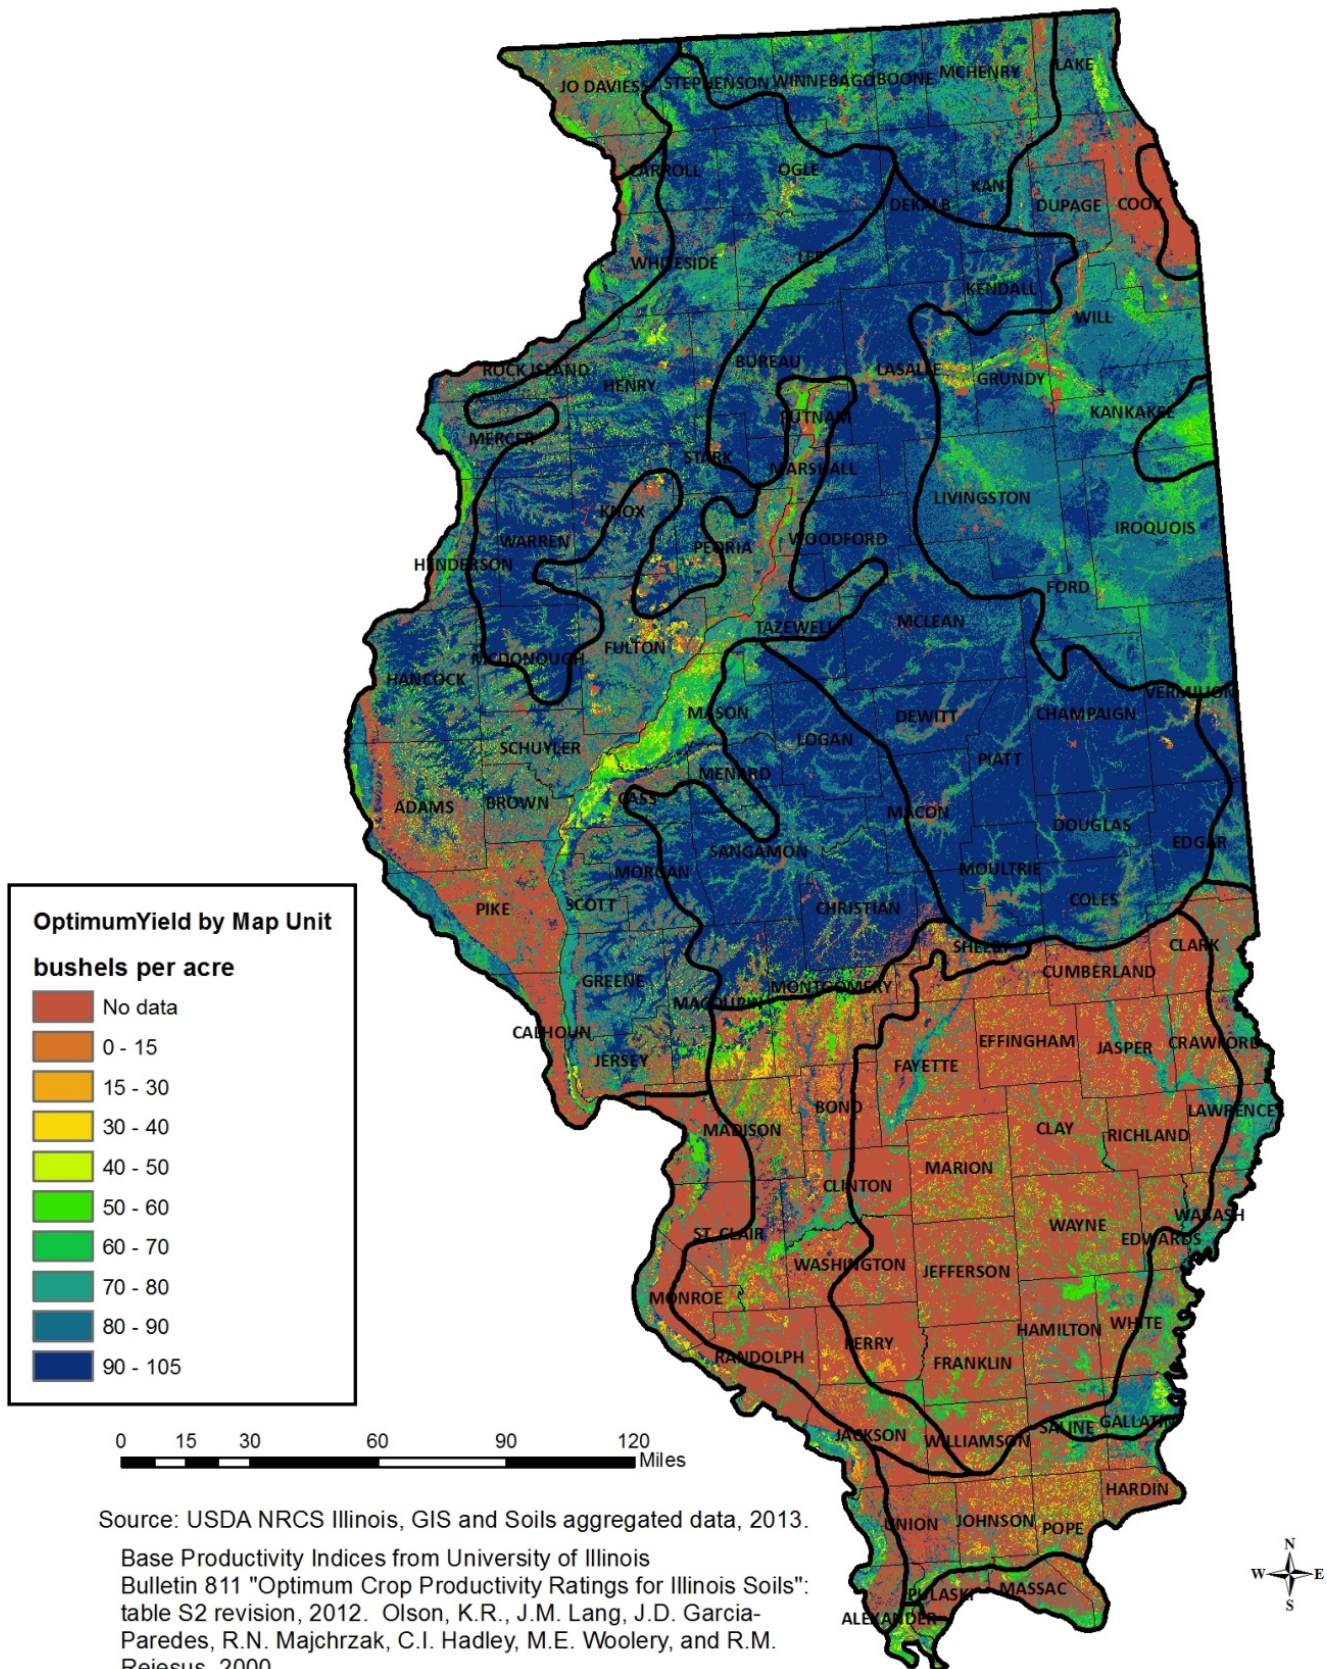 JO DAVIESS
STEPHENSON
WINNEBAGO
BOONE
MCHENRY
LAKE
CARROLL
OGLE
DEKALB
KANE
DUPAGE
COOK
WHITESIDE
LEE
KENDALL
WILL
ROCK ISLAND
HENRY
BUREAU
LASALLE
GRUNDY
KANKAKEE
MERCER
PUTNAM
STARK
MARSHALL
KNOX
LIVINGSTON
WARREN
PEORIA
WOODFORD
IROQUOIS
HENDERSON
FORD
TAZEWELL
MCLEAN
FULTON
MCDONOUGH
HANCOCK
VERMILION
MASON
DEWITT
CHAMPAIGN
SCHUYLER
LOGAN
PIATT
MENARD
ADAMS
BROWN
CASS
MACON
DOUGLAS
EDGAR
SANGAMON
MORGAN
MOULTRIE
COLES
PIKE
SCOTT
CHRISTIAN
SHELBY
CLARK
CUMBERLAND
GREENE
MACOUPIN
MONTGOMERY
CALHOUN
JERSEY
FAYETTE
EFFINGHAM
JASPER
CRAWFORD
BOND
MADISON
CLAY
RICHLAND
LAWRENCE
MARION
CLINTON
WAYNE
WABASH
EDWARDS
ST. CLAIR
WASHINGTON
JEFFERSON
MONROE
HAMILTON
WHITE
RANDOLPH
PERRY
FRANKLIN
JACKSON
WILLIAMSON
SALINE
GALLATIN
HARDIN
UNION
JOHNSON
POPE
PULASKI
MASSAC
ALEXANDER
OptimumYield by Map Unit
bushels per acre
No data
0 - 15
15 - 30
30 - 40
40 - 50
50 - 60
60 - 70
70 - 80
80 - 90
90 - 105
0 15 30 60 90 120
Miles
Source: USDA NRCS Illinois, GIS and Soils aggregated data, 2013.
Base Productivity Indices from University of Illinois
Bulletin 811 "Optimum Crop Productivity Ratings for Illinois Soils":
table S2 revision, 2012. Olson, K.R., J.M. Lang, J.D. Garcia-
Paredes, R.N. Majchrzak, C.I. Hadley, M.E. Woolery, and R.M.
Rejesus, 2000
N
W E
S